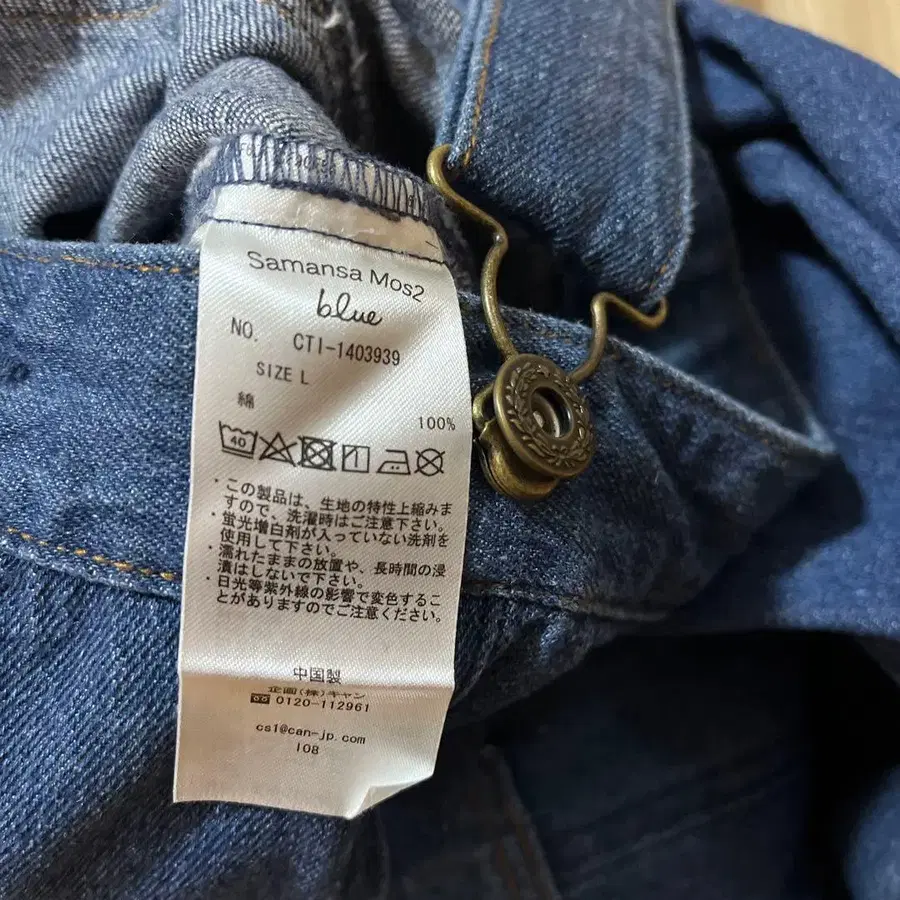 Samansa Mos2
blue
NO. CTI-1403939
SIZE L
綿 100%
40
・この製品は、生地の特性上縮みま
すので、洗濯時はご注意下さい。
・蛍光増白剤が入っていない洗剤を
使用して下さい。
・濡れたままの放置や、長時間の浸
漬はしないで下さい。
・日光等紫外線の影響で変色するこ
とがありますのでご注意ください。
中国製
企画(株)キャン
0120-112961
cs1@can-jp.com
108